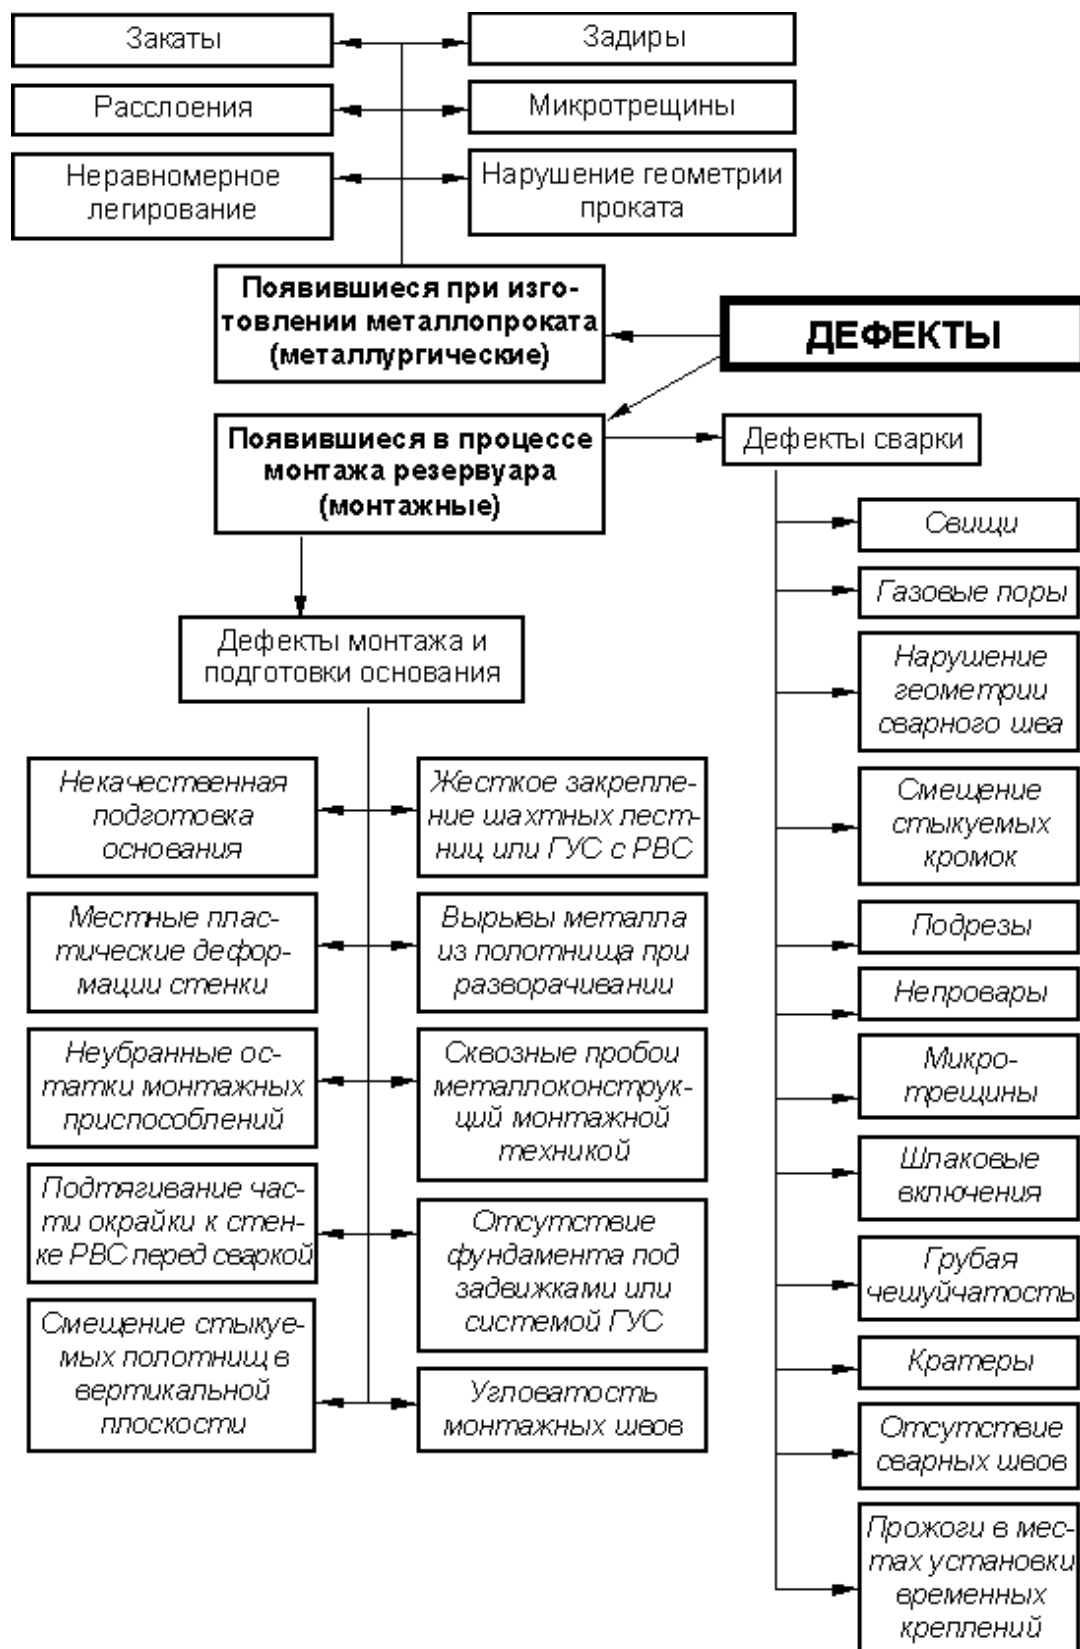 Закаты
Задиры
Расслоения
Микротрещины
Неравномерное
легирование
Нарушение геометрии
проката
Появившиеся при изго-
товлении металлопроката
(металлургические)
ДЕФЕКТЫ
Появившиеся в процессе
монтажа резервуара
(монтажные)
Дефекты сварки
Дефекты монтажа и
подготовки основания
Некачественная
подготовка
основания
Жесткое закрепле-
ние шахтных лест-
ниц или ГУС с РВС
Местные плас-
тические дефор-
мации стенки
Вырывы металла
из полотнища при
разворачивании
Неубранные ос-
татки монтажных
приспособлений
Сквозные пробои
металлоконструк-
ций монтажной
техникой
Подтягивание час-
ти окрайки к стен-
ке РВС перед сваркой
Отсутствие
фундамента под
задвижками или
системой ГУС
Смещение стыкуе-
мых полотнищ в
вертикальной
плоскости
Угловатость
монтажных швов
Свищи
Газовые поры
Нарушение
геометрии
сварного шва
Смещение
стыкуемых
кромок
Подрезы
Непровары
Микро-
трещины
Шлаковые
включения
Грубая
чешуйчатость
Кратеры
Отсутствие
сварных швов
Прожоги в мес-
тах установки
временных
креплений